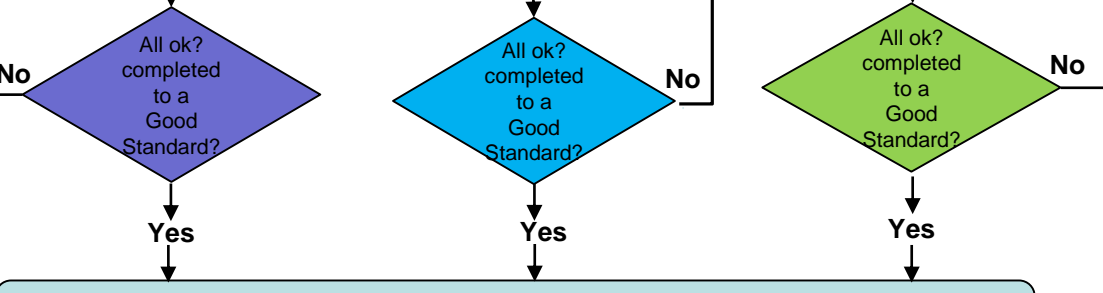 No
All ok?
completed
to a
Good
Standard?
Yes
All ok?
completed
to a
Good
Standard?
No
Yes
All ok?
completed
to a
Good
Standard?
No
Yes